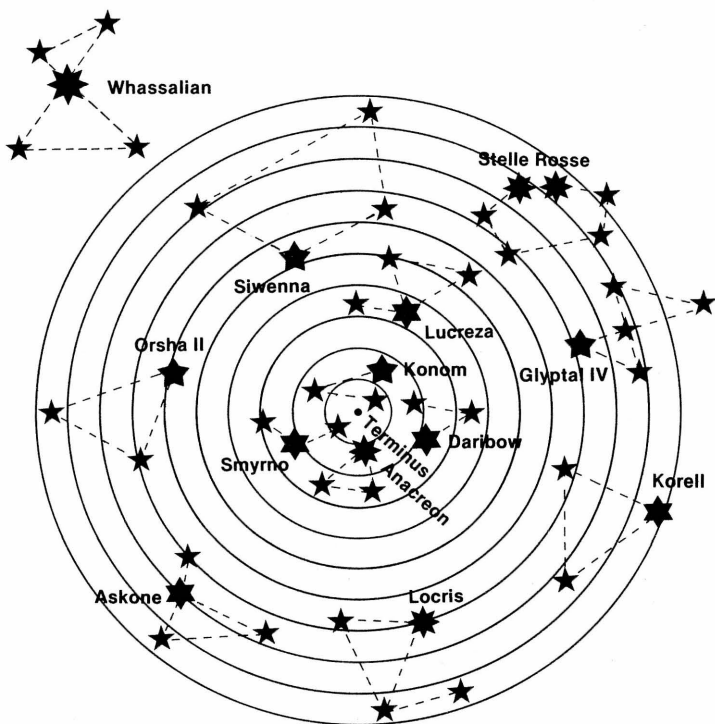 Whassalian
Stelle Rosse
Siwenna
Lucreza
Orsha II
Konom
Glyptal IV
Terminus
Daribow
Smyrno
Anacreon
Korell
Askone
Locris